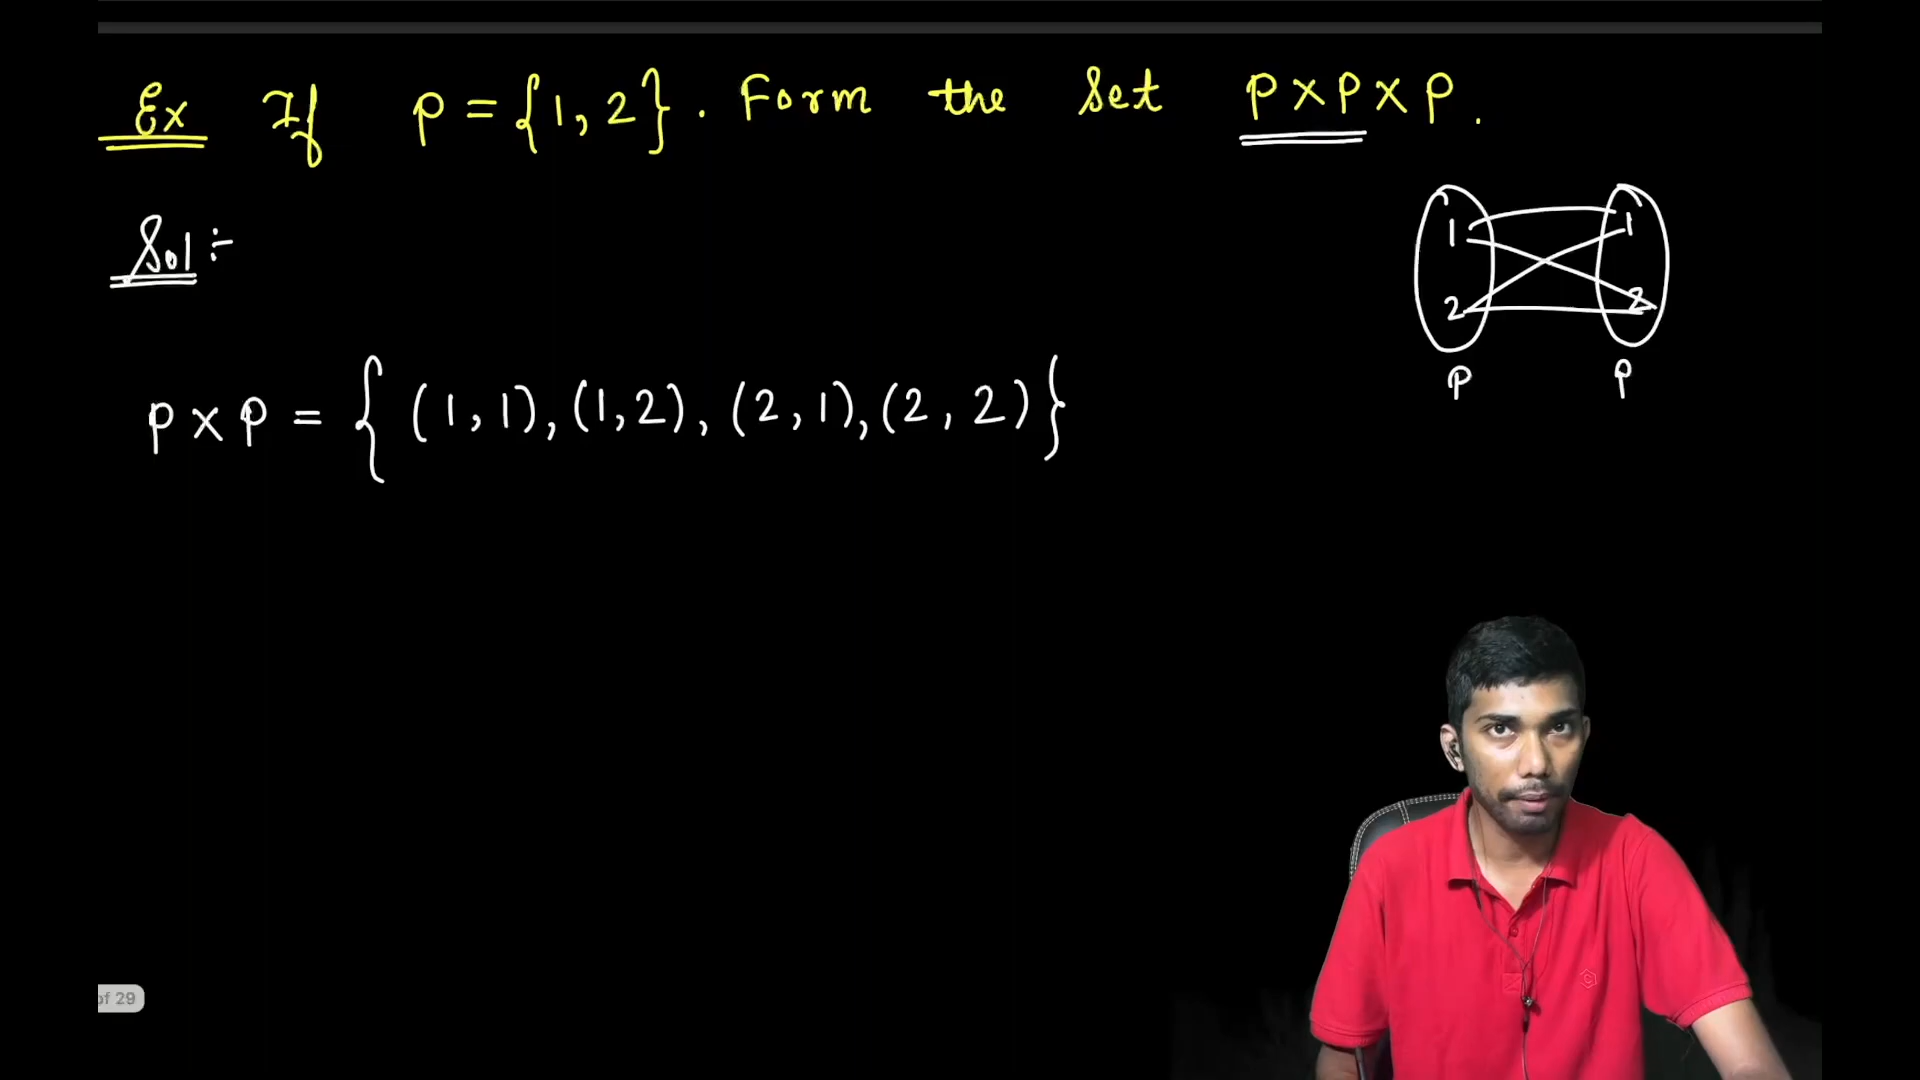 Ex If P = {1, 2}. Form the Set P×P×P.
Sol :-
1 1
2 2
P P
P × P = { (1, 1), (1, 2), (2, 1), (2, 2) }
of 29